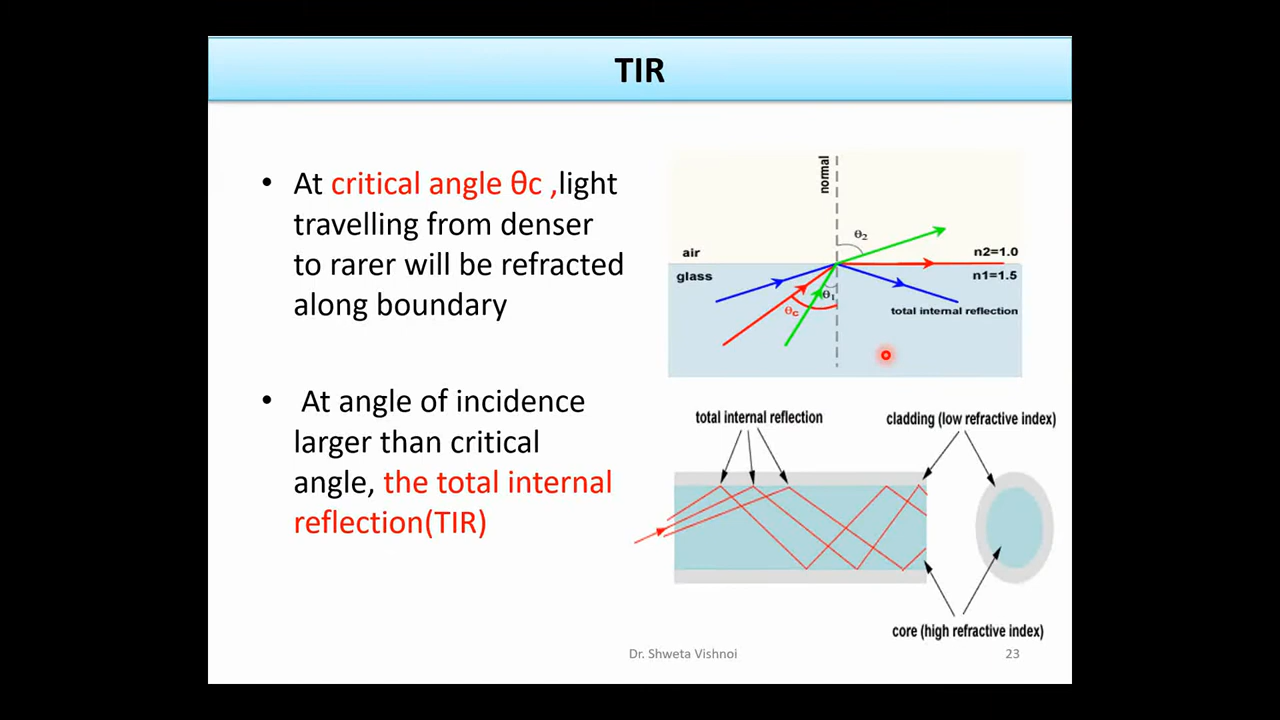 TIR
• At critical angle θc ,light
travelling from denser
to rarer will be refracted
along boundary
• At angle of incidence
larger than critical
angle, the total internal
reflection(TIR)
normal
θ2
air
n2=1.0
glass
n1=1.5
θ1
θc
total internal reflection
total internal reflection
cladding (low refractive index)
core (high refractive index)
Dr. Shweta Vishnoi
23